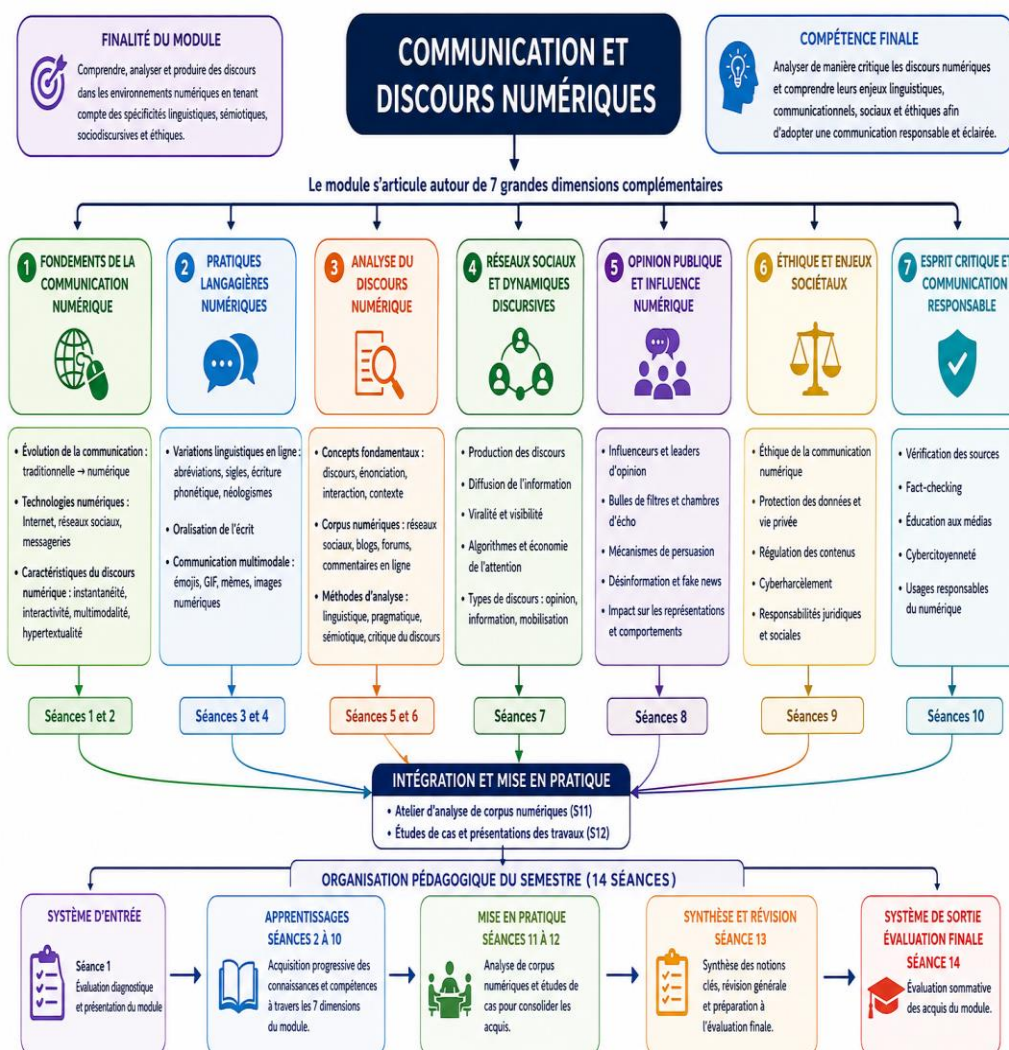 FINALITÉ DU MODULE
Comprendre, analyser et produire des discours
dans les environnements numériques en tenant
compte des spécificités linguistiques, sémiotiques,
sociodiscursives et éthiques.
COMMUNICATION ET
DISCOURS NUMÉRIQUES
COMPÉTENCE FINALE
Analyser de manière critique les discours numériques
et comprendre leurs enjeux linguistiques,
communicationnels, sociaux et éthiques afin
d'adopter une communication responsable et éclairée.
Le module s'articule autour de 7 grandes dimensions complémentaires
1 FONDEMENTS DE LA
COMMUNICATION
NUMÉRIQUE
• Évolution de la communication :
traditionnelle → numérique
• Technologies numériques :
Internet, réseaux sociaux,
messageries
• Caractéristiques du discours
numérique : instantanéité,
interactivité, multimodalité,
hypertextualité
Séances 1 et 2
2 PRATIQUES
LANGAGIÈRES
NUMÉRIQUES
• Variations linguistiques en ligne :
abréviations, sigles, écriture
phonétique, néologismes
• Oralisation de l'écrit
• Communication multimodale :
émojis, GIF, mèmes, images
numériques
Séances 3 et 4
3 ANALYSE DU
DISCOURS
NUMÉRIQUE
• Concepts fondamentaux :
discours, énonciation,
interaction, contexte
• Corpus numériques : réseaux
sociaux, blogs, forums,
commentaires en ligne
• Méthodes d'analyse :
linguistique, pragmatique,
sémiotique, critique du discours
Séances 5 et 6
4 RÉSEAUX SOCIAUX
ET DYNAMIQUES
DISCURSIVES
• Production des discours
• Diffusion de l'information
• Viralité et visibilité
• Algorithmes et économie
de l'attention
• Types de discours : opinion,
information, mobilisation
Séances 7
5 OPINION PUBLIQUE
ET INFLUENCE
NUMÉRIQUE
• Influenceurs et leaders
d'opinion
• Bulles de filtres et chambres
d'écho
• Mécanismes de persuasion
• Désinformation et fake news
• Impact sur les représentations
et comportements
Séances 8
6 ÉTHIQUE ET ENJEUX
SOCIÉTAUX
• Éthique de la communication
numérique
• Protection des données et
vie privée
• Régulation des contenus
• Cyberharcèlement
• Responsabilités juridiques
et sociales
Séances 9
7 ESPRIT CRITIQUE ET
COMMUNICATION
RESPONSABLE
• Vérification des sources
• Fact-checking
• Éducation aux médias
• Cybercitoyenneté
• Usages responsables
du numérique
Séances 10
INTÉGRATION ET MISE EN PRATIQUE
• Atelier d'analyse de corpus numériques (S11)
• Études de cas et présentations des travaux (S12)
ORGANISATION PÉDAGOGIQUE DU SEMESTRE (14 SÉANCES)
SYSTÈME D'ENTRÉE
Séance 1
Évaluation diagnostique
et présentation du module
APPRENTISSAGES
SÉANCES 2 À 10
Acquisition progressive des
connaissances et compétences
à travers les 7 dimensions
du module.
MISE EN PRATIQUE
SÉANCES 11 À 12
Analyse de corpus
numériques et études de
cas pour consolider les
acquis.
SYNTHÈSE ET RÉVISION
SÉANCE 13
Synthèse des notions
clés, révision générale
et préparation à
l'évaluation finale.
SYSTÈME DE SORTIE
ÉVALUATION FINALE
SÉANCE 14
Évaluation sommative
des acquis du module.